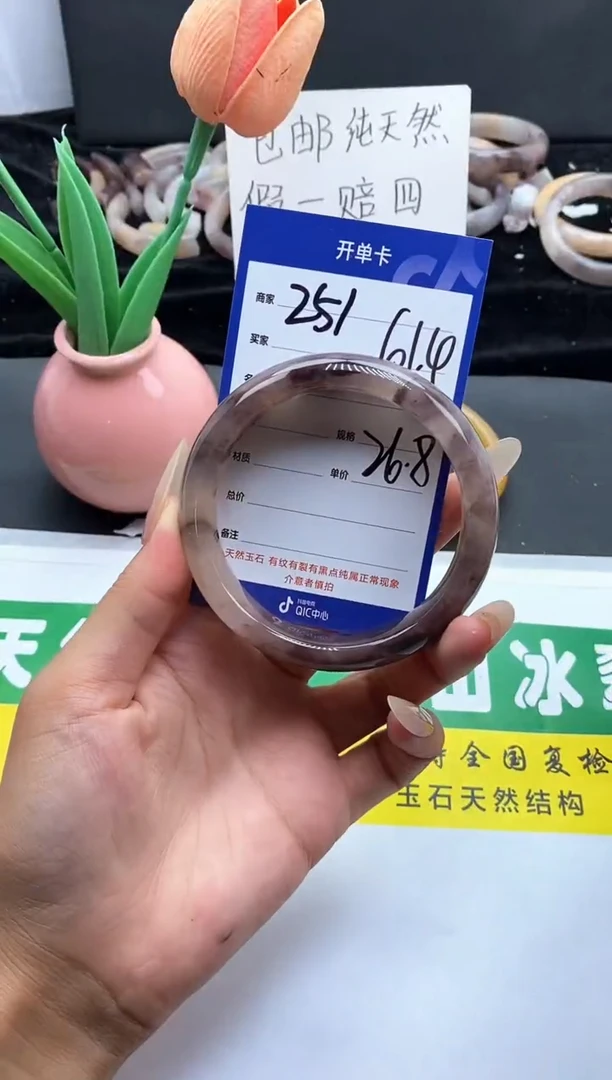 包邮 纯天然
假一赔四
开单卡
商家 251
买家 61.4
规格
材质
单价 26.8
总价
备注
天然玉石 有纹有裂有黑点纯属正常现象
介意者慎拍
抖音电商
QIC中心
天
冰
全国复检
玉石天然结构